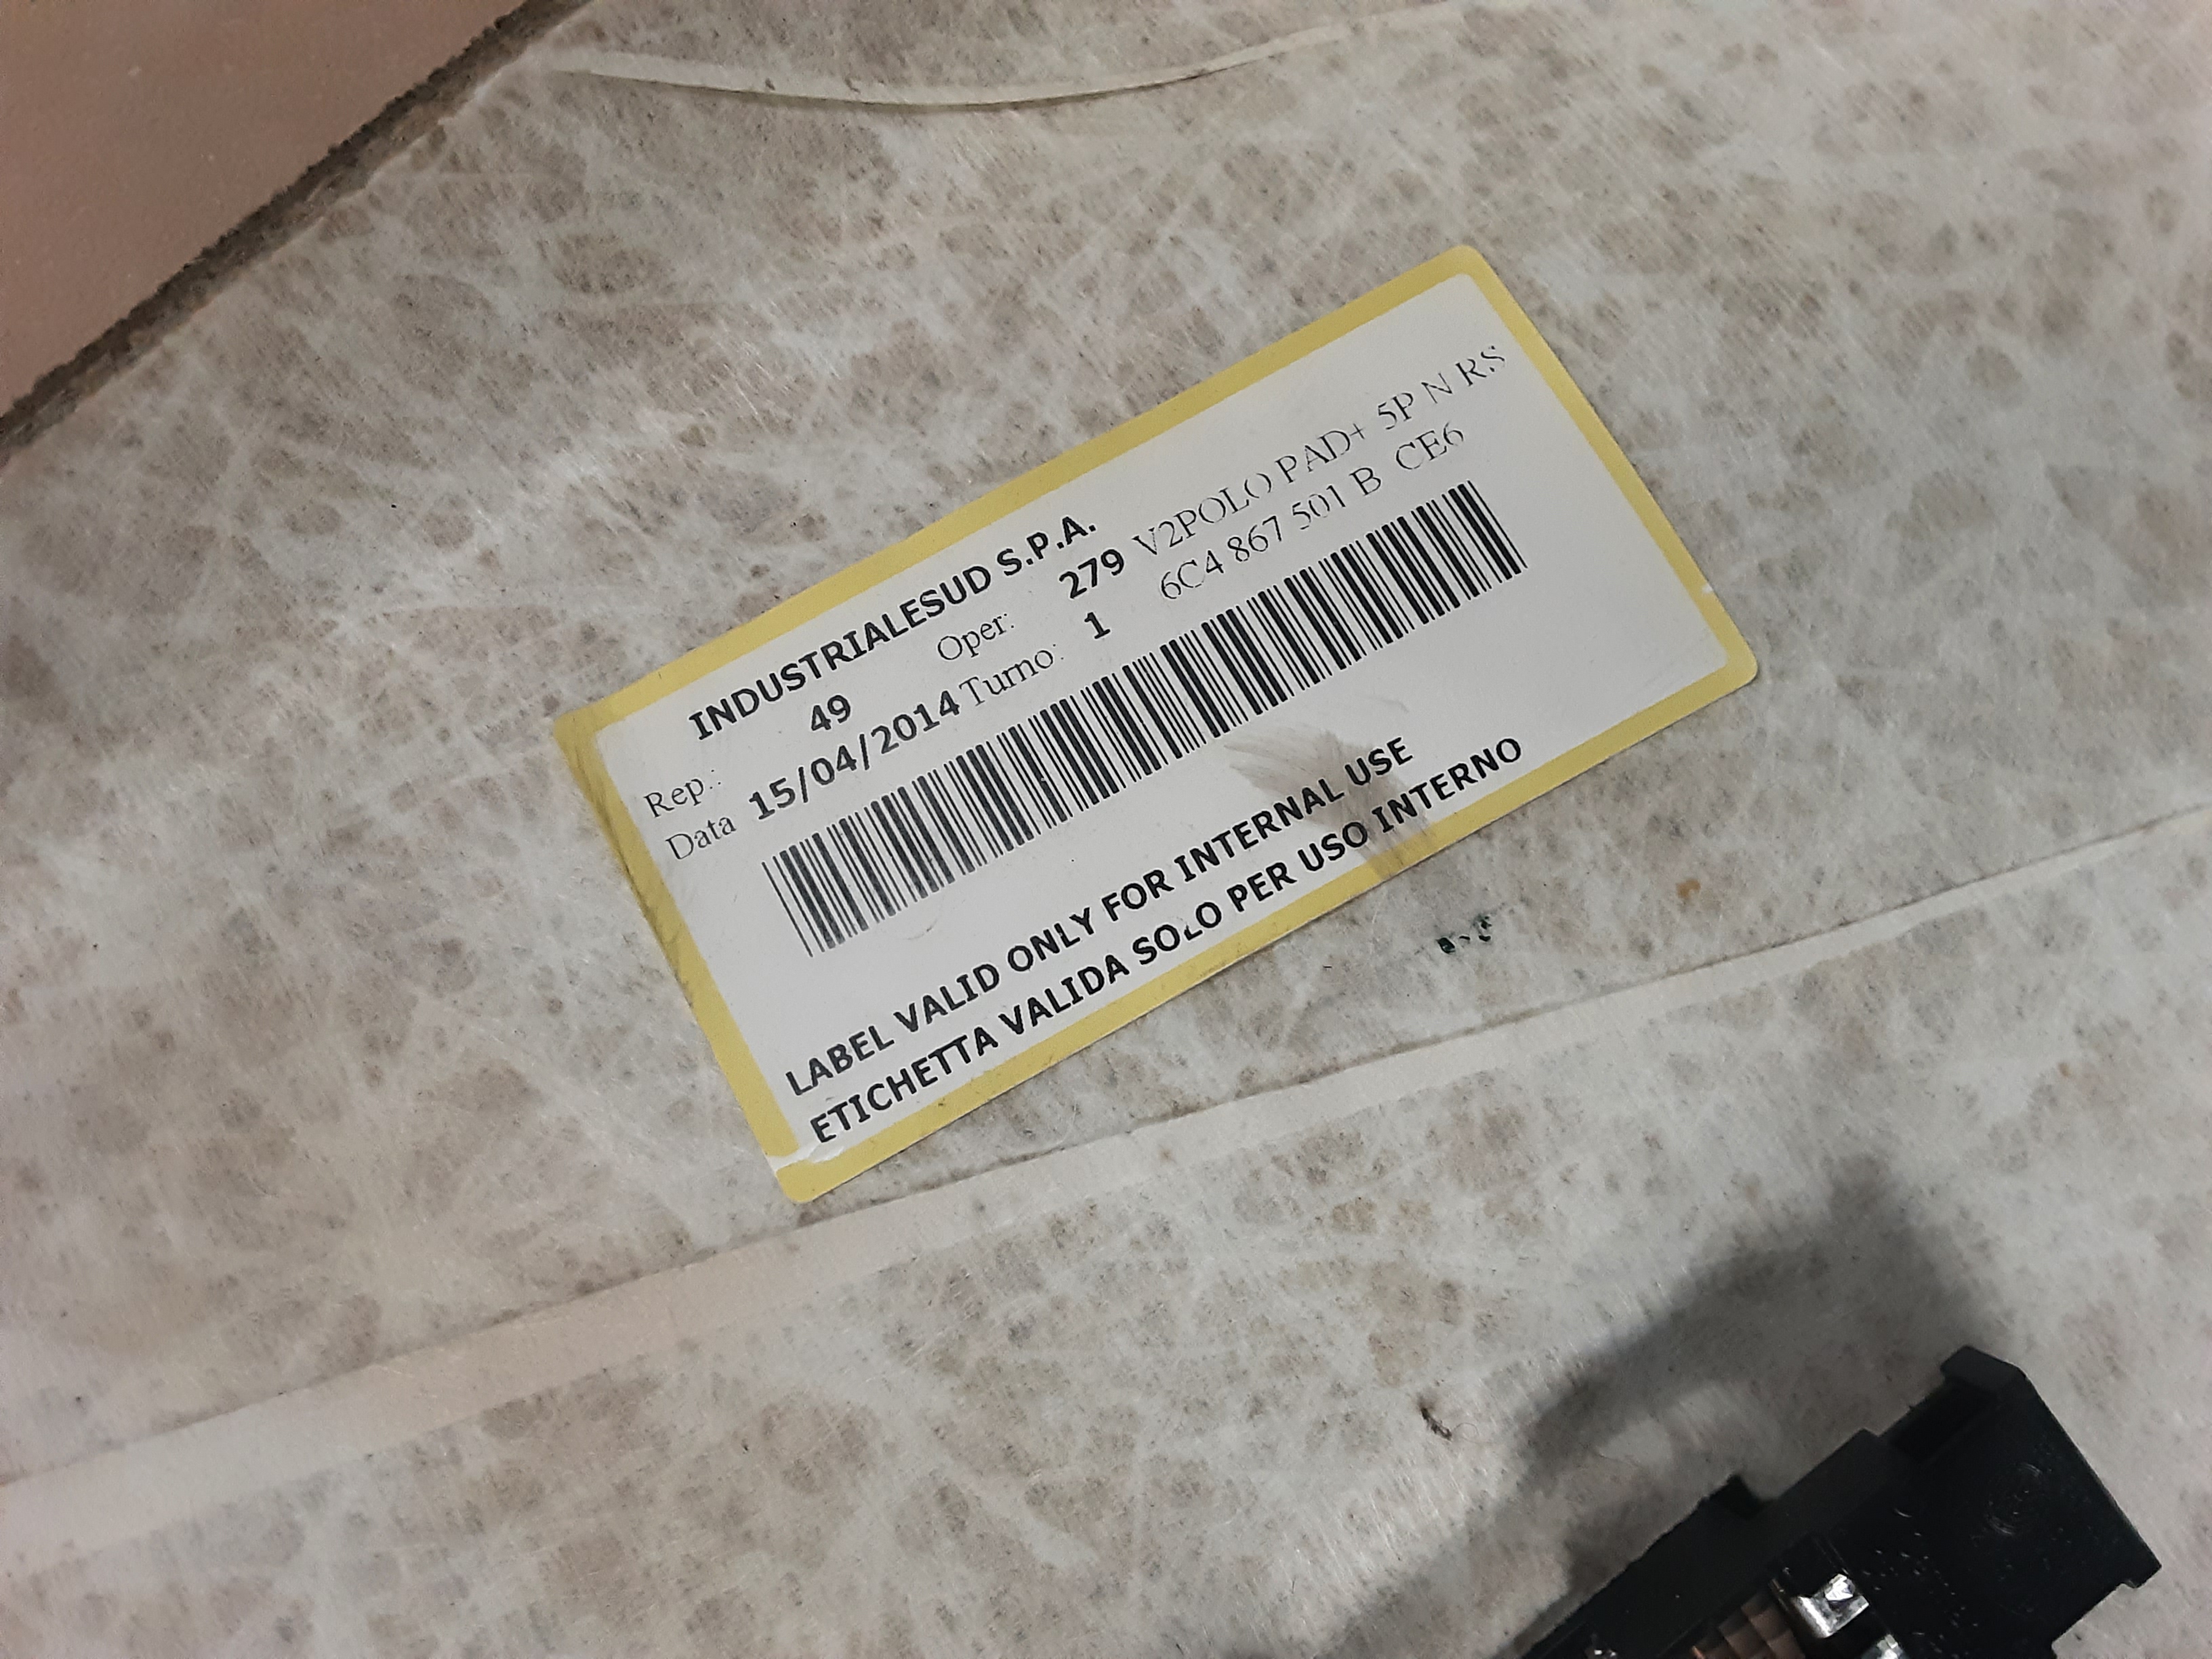 INDUSTRIALESUD S.P.A.
Rep.: 49 Oper: 279 V2POLO PAD+ 5P N RS
Data 15/04/2014 Turno: 1 6C4 867 501 B CE6
LABEL VALID ONLY FOR INTERNAL USE
ETICHETTA VALIDA SOLO PER USO INTERNO